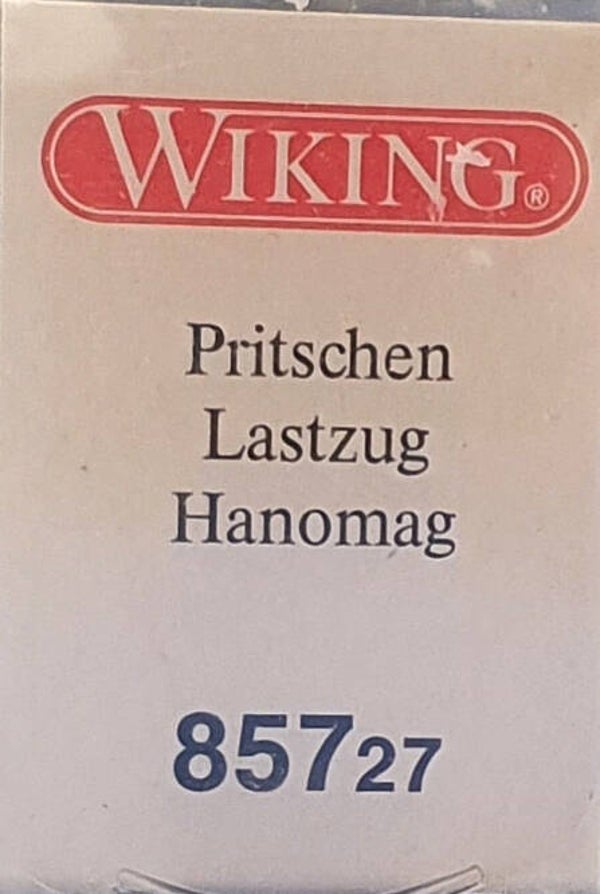 WIKING®
Pritschen
Lastzug
Hanomag
85727